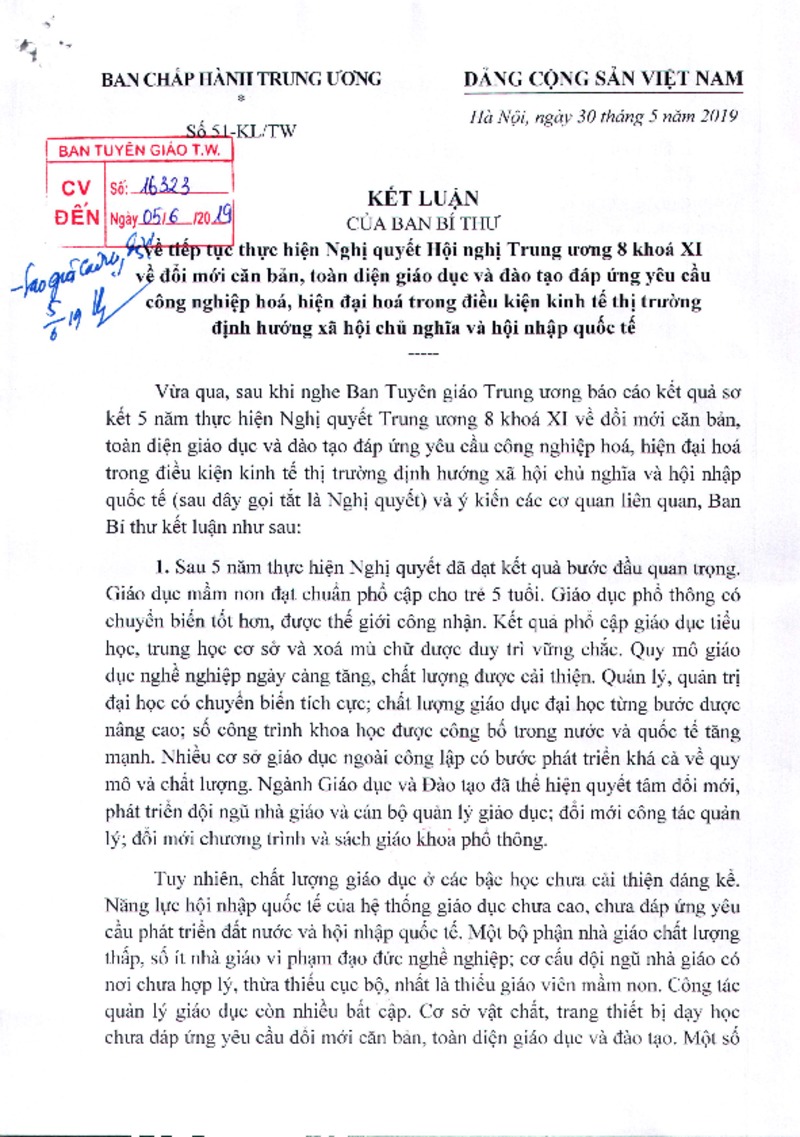 BAN CHẤP HÀNH TRUNG ƯƠNG
*
Số 51-KL/TW
ĐẢNG CỘNG SẢN VIỆT NAM
Hà Nội, ngày 30 tháng 5 năm 2019
BAN TUYÊN GIÁO T.W.
CV ĐẾN
Số: 16323
Ngày 05/6/2019
KẾT LUẬN
CỦA BAN BÍ THƯ
về tiếp tục thực hiện Nghị quyết Hội nghị Trung ương 8 khoá XI
về đổi mới căn bản, toàn diện giáo dục và đào tạo đáp ứng yêu cầu
công nghiệp hoá, hiện đại hoá trong điều kiện kinh tế thị trường
định hướng xã hội chủ nghĩa và hội nhập quốc tế
-----
5/6 19
Vừa qua, sau khi nghe Ban Tuyên giáo Trung ương báo cáo kết quả sơ
kết 5 năm thực hiện Nghị quyết Trung ương 8 khoá XI về đổi mới căn bản,
toàn diện giáo dục và đào tạo đáp ứng yêu cầu công nghiệp hoá, hiện đại hoá
trong điều kiện kinh tế thị trường định hướng xã hội chủ nghĩa và hội nhập
quốc tế (sau đây gọi tắt là Nghị quyết) và ý kiến các cơ quan liên quan, Ban
Bí thư kết luận như sau:
1. Sau 5 năm thực hiện Nghị quyết đã đạt kết quả bước đầu quan trọng.
Giáo dục mầm non đạt chuẩn phổ cập cho trẻ 5 tuổi. Giáo dục phổ thông có
chuyển biến tốt hơn, được thế giới công nhận. Kết quả phổ cập giáo dục tiểu
học, trung học cơ sở và xoá mù chữ được duy trì vững chắc. Quy mô giáo
dục nghề nghiệp ngày càng tăng, chất lượng được cải thiện. Quản lý, quản trị
đại học có chuyển biến tích cực; chất lượng giáo dục đại học từng bước được
nâng cao; số công trình khoa học được công bố trong nước và quốc tế tăng
mạnh. Nhiều cơ sở giáo dục ngoài công lập có bước phát triển khá cả về quy
mô và chất lượng. Ngành Giáo dục và Đào tạo đã thể hiện quyết tâm đổi mới,
phát triển đội ngũ nhà giáo và cán bộ quản lý giáo dục; đổi mới công tác quản
lý; đổi mới chương trình và sách giáo khoa phổ thông.
Tuy nhiên, chất lượng giáo dục ở các bậc học chưa cải thiện đáng kể.
Năng lực hội nhập quốc tế của hệ thống giáo dục chưa cao, chưa đáp ứng yêu
cầu phát triển đất nước và hội nhập quốc tế. Một bộ phận nhà giáo chất lượng
thấp, số ít nhà giáo vi phạm đạo đức nghề nghiệp; cơ cấu đội ngũ nhà giáo có
nơi chưa hợp lý, thừa thiếu cục bộ, nhất là thiếu giáo viên mầm non. Công tác
quản lý giáo dục còn nhiều bất cập. Cơ sở vật chất, trang thiết bị dạy học
chưa đáp ứng yêu cầu đổi mới căn bản, toàn diện giáo dục và đào tạo. Một số